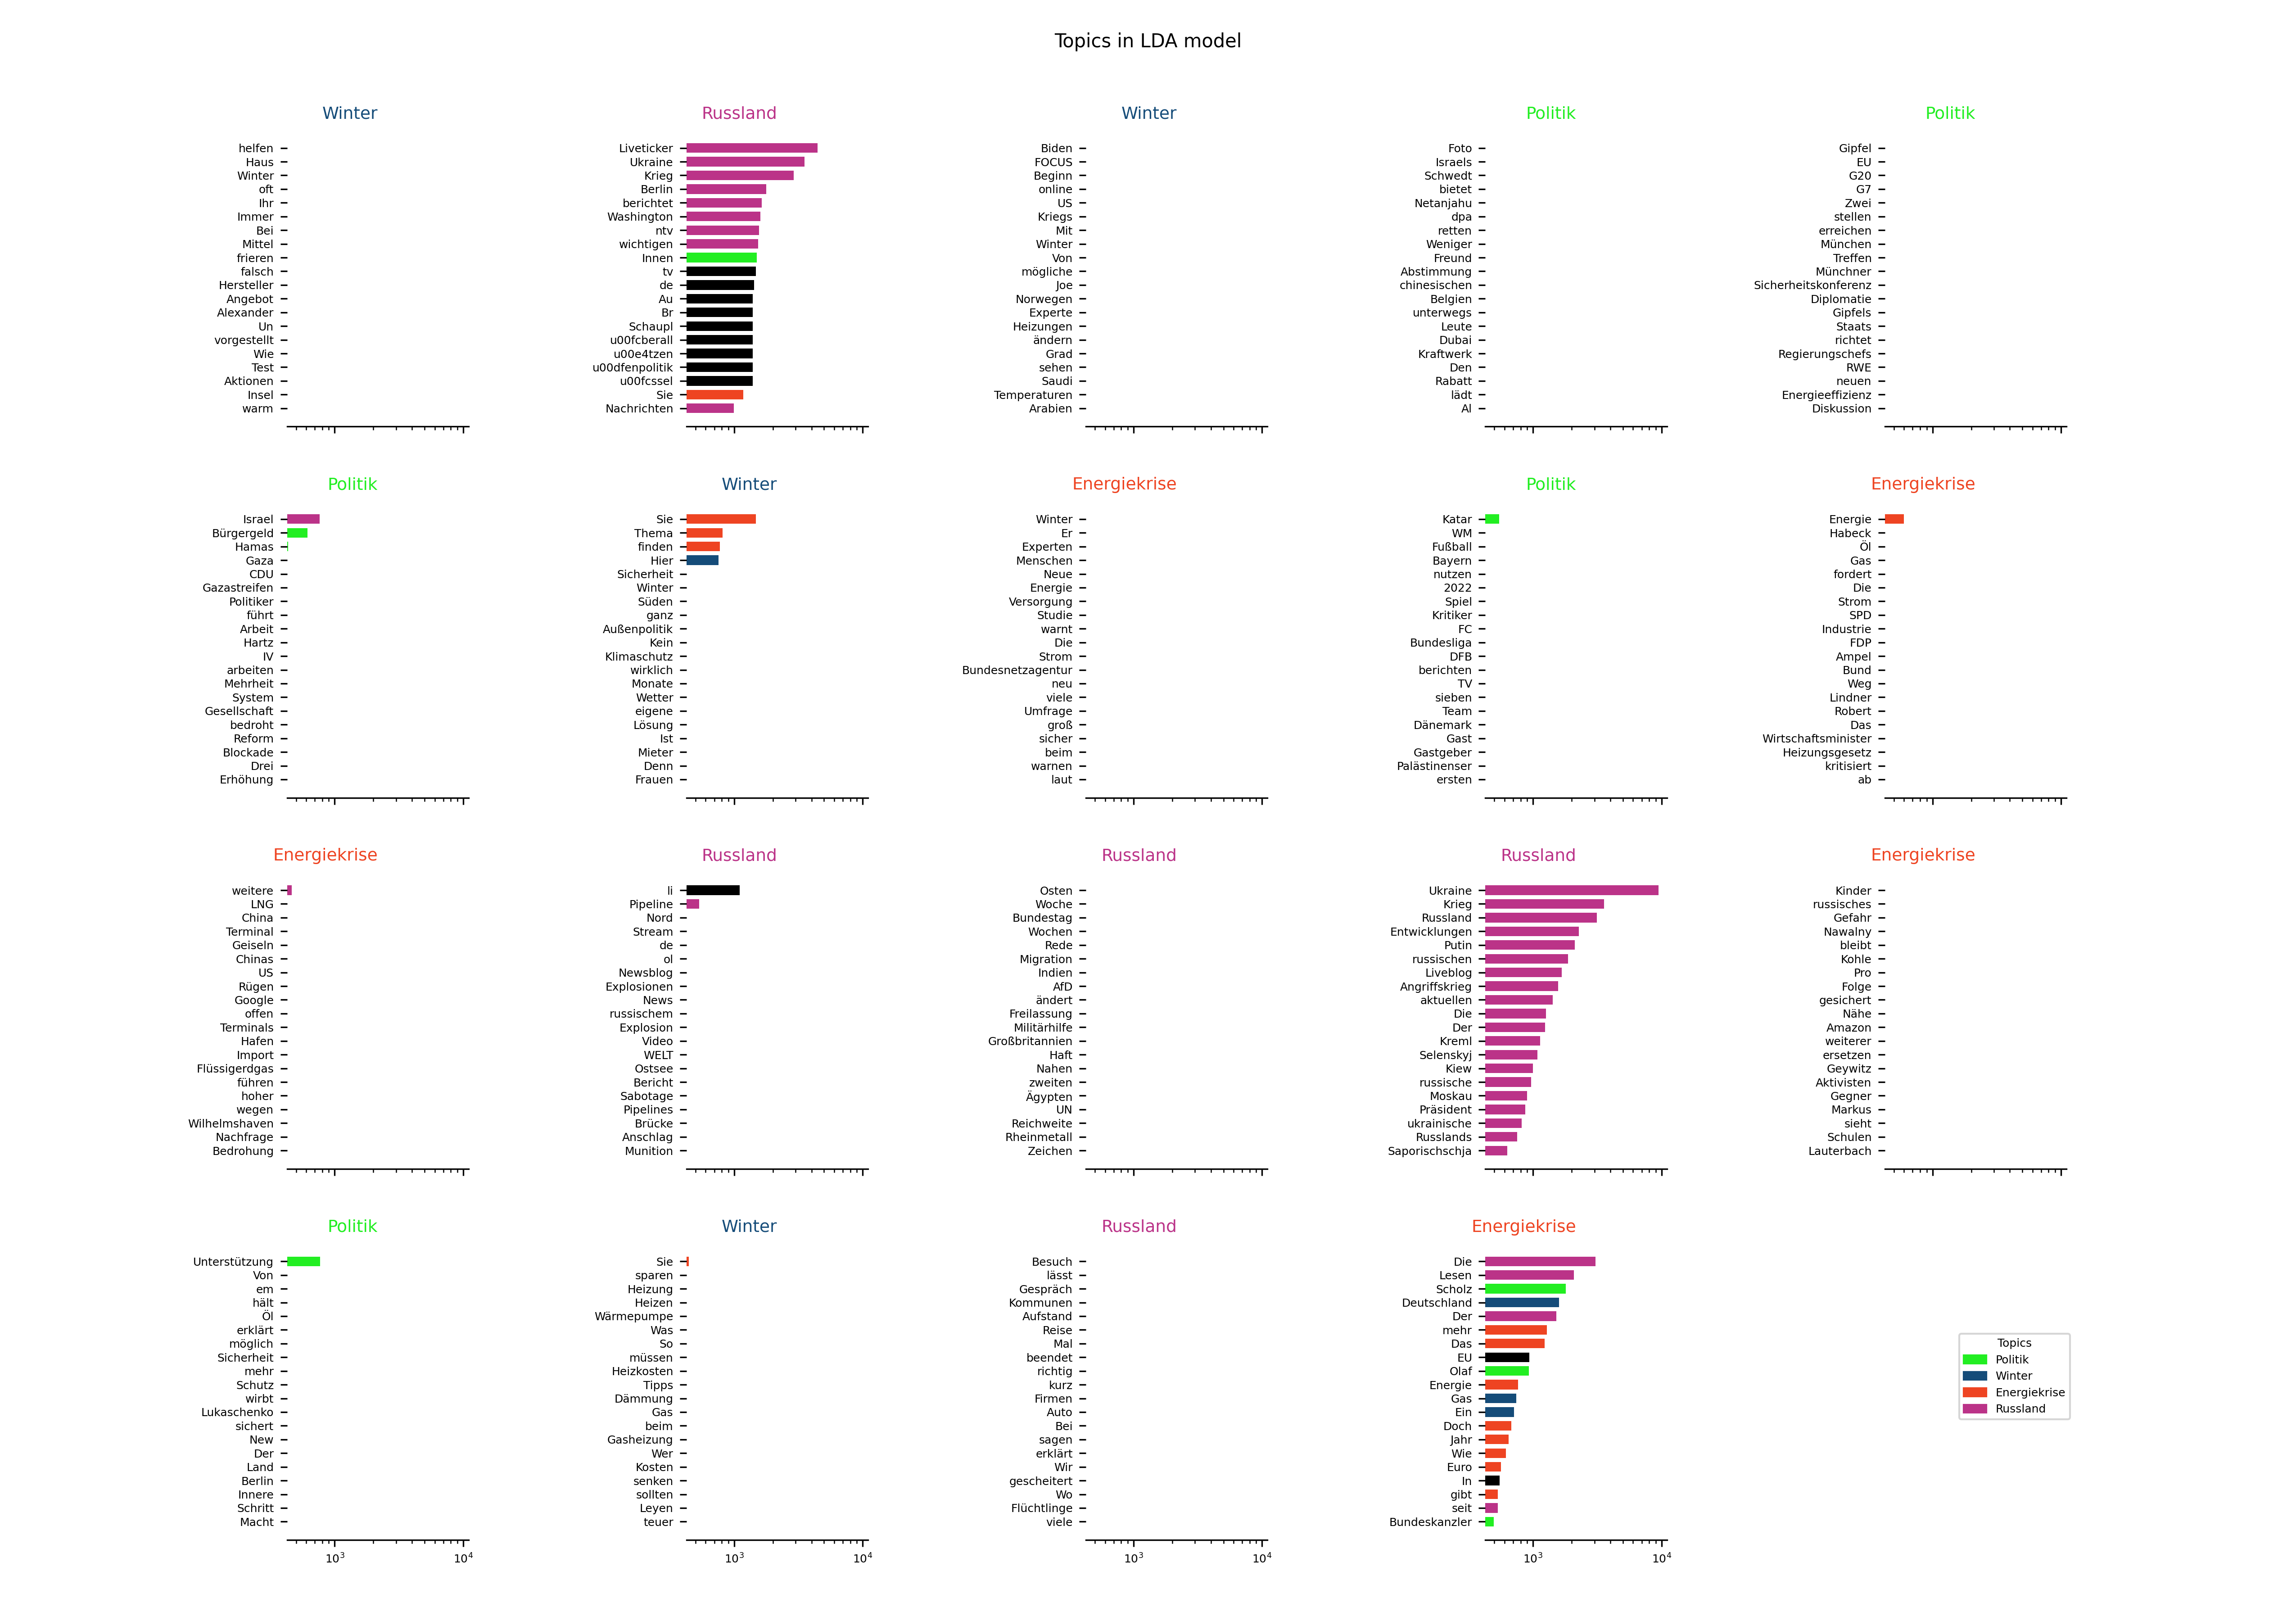 Topics in LDA model
Winter
helfen
Haus
Winter
oft
Ihr
Immer
Bei
Mittel
frieren
falsch
Hersteller
Angebot
Alexander
Un
vorgestellt
Wie
Test
Aktionen
Insel
warm
Russland
Liveticker
Ukraine
Krieg
Berlin
berichtet
Washington
ntv
wichtigen
Innen
tv
de
Au
Br
Schaupl
u00fcberall
u00e4tzen
u00dfenpolitik
u00fcssel
Sie
Nachrichten
Winter
Biden
FOCUS
Beginn
online
US
Kriegs
Mit
Winter
Von
mögliche
Joe
Norwegen
Experte
Heizungen
ändern
Grad
sehen
Saudi
Temperaturen
Arabien
Politik
Foto
Israels
Schwedt
bietet
Netanjahu
dpa
retten
Weniger
Freund
Abstimmung
chinesischen
Belgien
unterwegs
Leute
Dubai
Kraftwerk
Den
Rabatt
lädt
AI
Politik
Gipfel
EU
G20
G7
Zwei
stellen
erreichen
München
Treffen
Münchner
Sicherheitskonferenz
Diplomatie
Gipfels
Staats
richtet
Regierungschefs
RWE
neuen
Energieeffizienz
Diskussion
Politik
Israel
Bürgergeld
Hamas
Gaza
CDU
Gazastreifen
Politiker
führt
Arbeit
Hartz
IV
arbeiten
Mehrheit
System
Gesellschaft
bedroht
Reform
Blockade
Drei
Erhöhung
Winter
Sie
Thema
finden
Hier
Sicherheit
Winter
Süden
ganz
Außenpolitik
Kein
Klimaschutz
wirklich
Monate
Wetter
eigene
Lösung
Ist
Mieter
Denn
Frauen
Energiekrise
Winter
Er
Experten
Menschen
Neue
Energie
Versorgung
Studie
warnt
Die
Strom
Bundesnetzagentur
neu
viele
Umfrage
groß
sicher
beim
warnen
laut
Politik
Katar
WM
Fußball
Bayern
nutzen
2022
Spiel
Kritiker
FC
Bundesliga
DFB
berichten
TV
sieben
Team
Dänemark
Gast
Gastgeber
Palästinenser
ersten
Energiekrise
Energie
Habeck
Öl
Gas
fordert
Die
Strom
SPD
Industrie
FDP
Ampel
Bund
Weg
Lindner
Robert
Das
Wirtschaftsminister
Heizungsgesetz
kritisiert
ab
Energiekrise
weitere
LNG
China
Terminal
Geiseln
Chinas
US
Rügen
Google
offen
Terminals
Hafen
Import
Flüssigerdgas
führen
hoher
wegen
Wilhelmshaven
Nachfrage
Bedrohung
Russland
li
Pipeline
Nord
Stream
de
ol
Newsblog
Explosionen
News
russischem
Explosion
Video
WELT
Ostsee
Bericht
Sabotage
Pipelines
Brücke
Anschlag
Munition
Russland
Osten
Woche
Bundestag
Wochen
Rede
Migration
Indien
AfD
ändert
Freilassung
Militärhilfe
Großbritannien
Haft
Nahen
zweiten
Ägypten
UN
Reichweite
Rheinmetall
Zeichen
Russland
Ukraine
Krieg
Russland
Entwicklungen
Putin
russischen
Liveblog
Angriffskrieg
aktuellen
Die
Der
Kreml
Selenskyj
Kiew
russische
Moskau
Präsident
ukrainische
Russlands
Saporischschja
Energiekrise
Kinder
russisches
Gefahr
Nawalny
bleibt
Kohle
Pro
Folge
gesichert
Nähe
Amazon
weiterer
ersetzen
Geywitz
Aktivisten
Gegner
Markus
sieht
Schulen
Lauterbach
Politik
Unterstützung
Von
em
hält
Öl
erklärt
möglich
Sicherheit
mehr
Schutz
wirbt
Lukaschenko
sichert
New
Der
Land
Berlin
Innere
Schritt
Macht
10³ 10⁴
Winter
Sie
sparen
Heizung
Heizen
Wärmepumpe
Was
So
müssen
Heizkosten
Tipps
Dämmung
Gas
beim
Gasheizung
Wer
Kosten
senken
sollten
Leyen
teuer
10³ 10⁴
Russland
Besuch
lässt
Gespräch
Kommunen
Aufstand
Reise
Mal
beendet
richtig
kurz
Firmen
Auto
Bei
sagen
erklärt
Wir
gescheitert
Wo
Flüchtlinge
viele
10³ 10⁴
Energiekrise
Die
Lesen
Scholz
Deutschland
Der
mehr
Das
EU
Olaf
Energie
Gas
Ein
Doch
Jahr
Wie
Euro
In
gibt
seit
Bundeskanzler
10³ 10⁴
Topics
Politik
Winter
Energiekrise
Russland